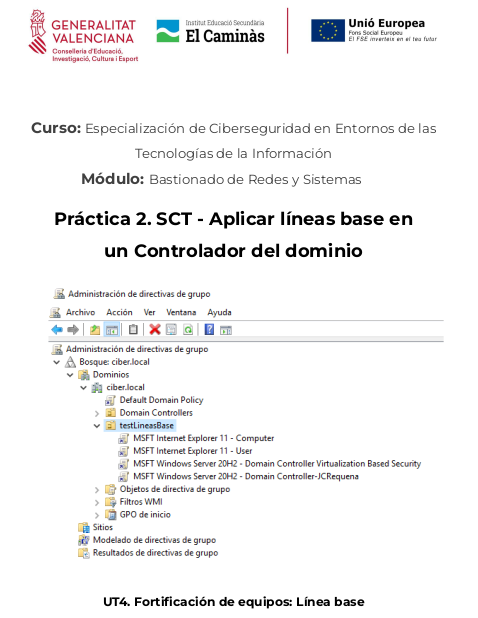 GENERALITAT
VALENCIANA
Conselleria d'Educació,
Investigació, Cultura i Esport
Institut Educació Secundària
El Caminàs
Unió Europea
Fons Social Europeu
El FSE inverteix en el teu futur
Curso: Especialización de Ciberseguridad en Entornos de las
Tecnologías de la Información
Módulo: Bastionado de Redes y Sistemas
Práctica 2. SCT - Aplicar líneas base en
un Controlador del dominio
Administración de directivas de grupo
Archivo Acción Ver Ventana Ayuda
Administración de directivas de grupo
Bosque: ciber.local
Dominios
ciber.local
Default Domain Policy
Domain Controllers
testLineasBase
MSFT Internet Explorer 11 - Computer
MSFT Internet Explorer 11 - User
MSFT Windows Server 20H2 - Domain Controller Virtualization Based Security
MSFT Windows Server 20H2 - Domain Controller-JCRequena
Objetos de directiva de grupo
Filtros WMI
GPO de inicio
Sitios
Modelado de directivas de grupo
Resultados de directivas de grupo
UT4. Fortificación de equipos: Línea base